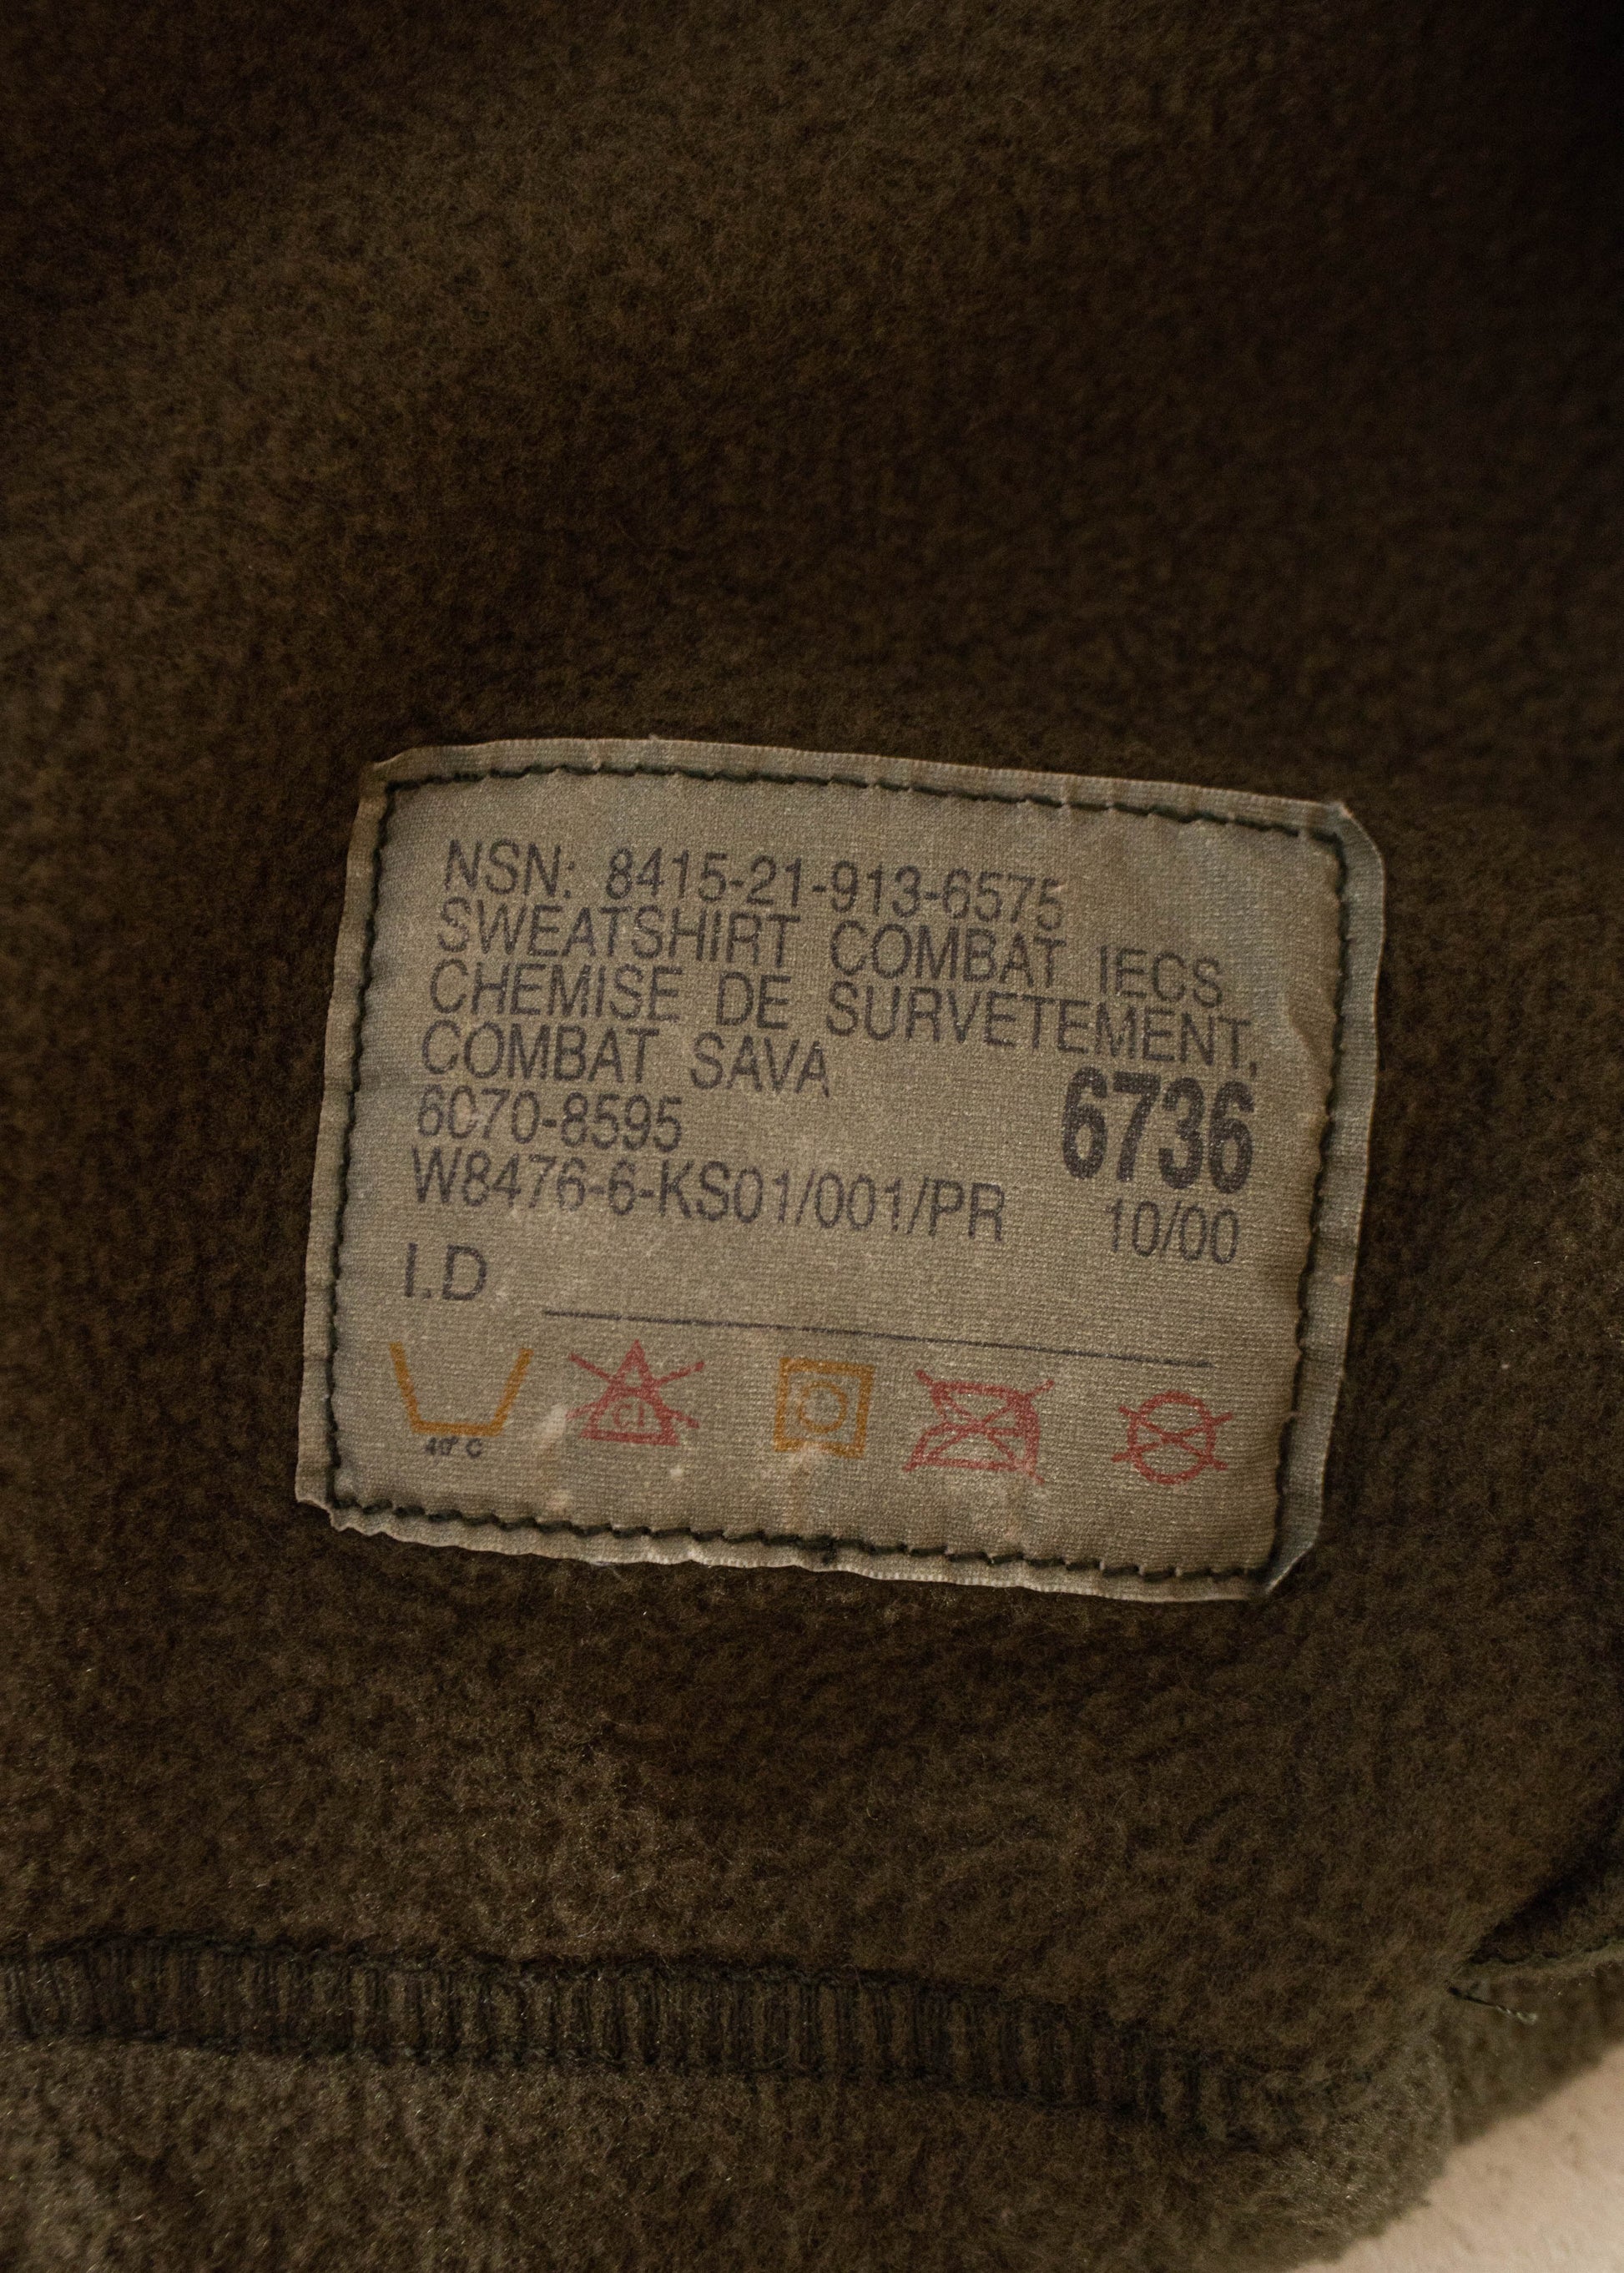 NSN: 8415-21-913-6575
SWEATSHIRT COMBAT IECS
CHEMISE DE SURVETEMENT,
COMBAT SAVA
6736
6070-8595
W8476-6-KS01/001/PR 10/00
I.D
40° C
Cl